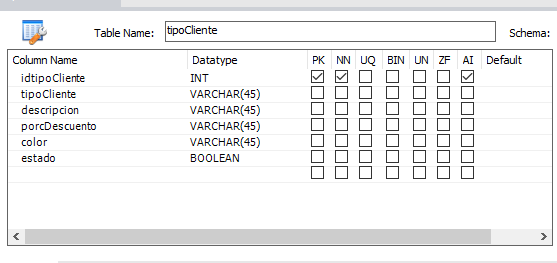 Table Name: tipoCliente Schema:
Column Name Datatype PK NN UQ BIN UN ZF AI Default
idtipoCliente INT
tipoCliente VARCHAR(45)
descripcion VARCHAR(45)
porcDescuento VARCHAR(45)
color VARCHAR(45)
estado BOOLEAN